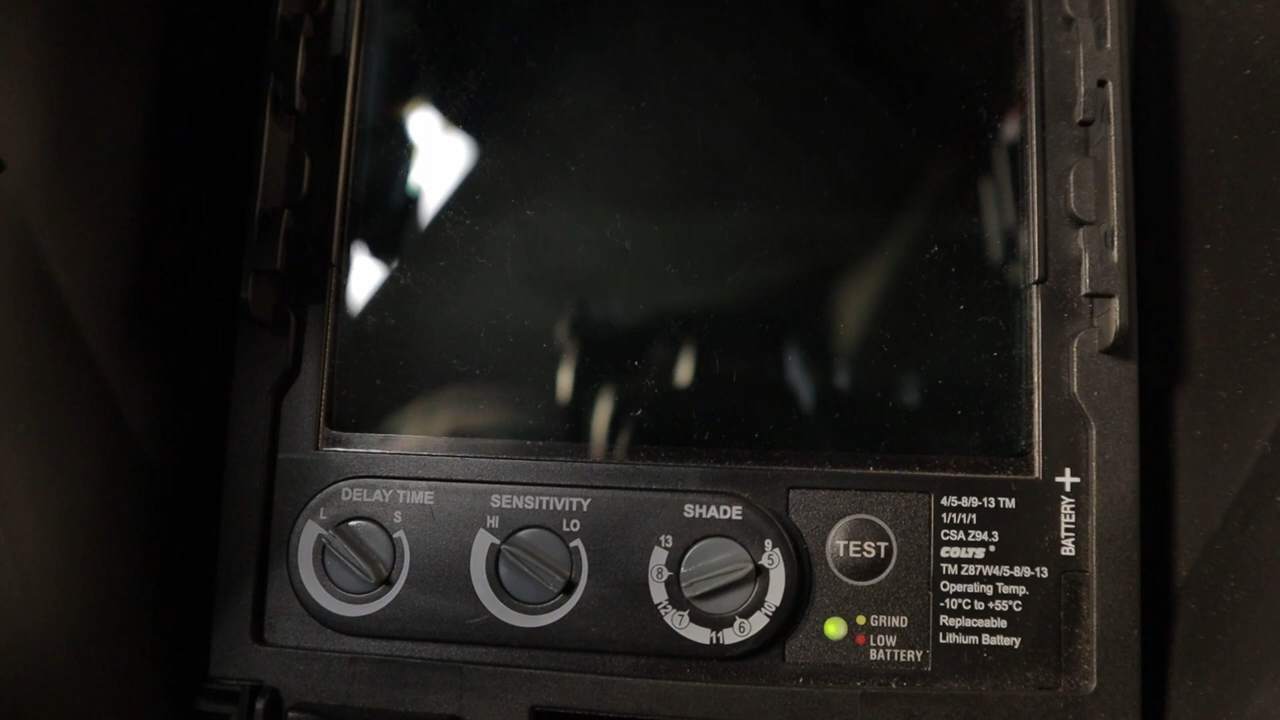 DELAY TIME
L
S
SENSITIVITY
HI
LO
SHADE
13
9
8
5
12
10
7
6
11
TEST
GRIND
LOW
BATTERY
4/5-8/9-13 TM
1/1/1/1
CSA Z94.3
COLTS ®
TM Z87W4/5-8/9-13
Operating Temp.
-10°C to +55°C
Replaceable
Lithium Battery
BATTERY +